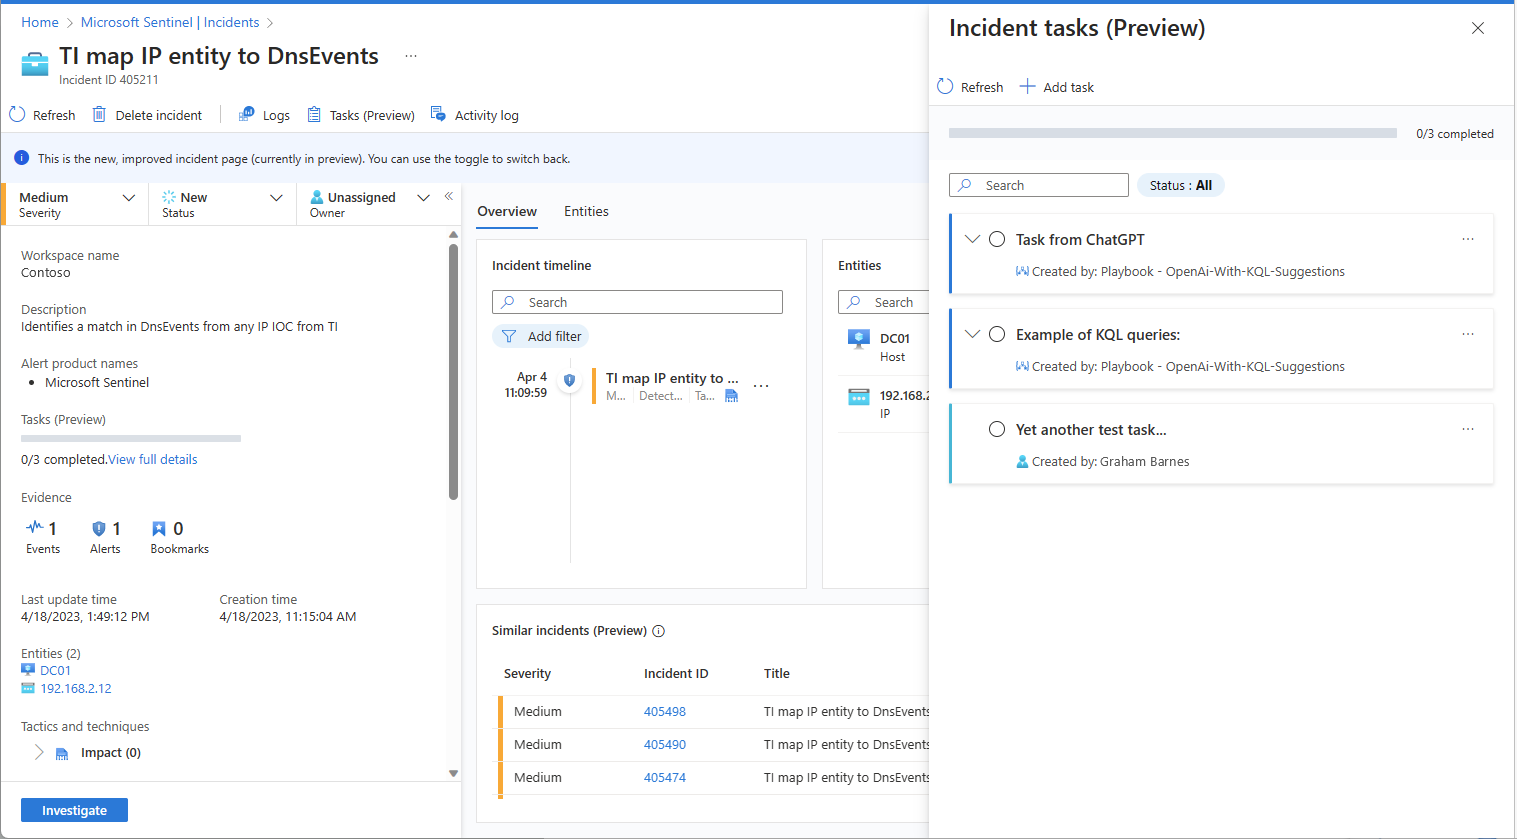 Home > Microsoft Sentinel | Incidents >
TI map IP entity to DnsEvents ...
Incident ID 405211
Refresh Delete incident Logs Tasks (Preview) Activity log
This is the new, improved incident page (currently in preview). You can use the toggle to switch back.
Medium
Severity
New
Status
Unassigned
Owner
«
Workspace name
Contoso
Description
Identifies a match in DnsEvents from any IP IOC from TI
Alert product names
• Microsoft Sentinel
Tasks (Preview)
0/3 completed.View full details
Evidence
1
Events
1
Alerts
0
Bookmarks
Last update time
4/18/2023, 1:49:12 PM
Creation time
4/18/2023, 11:15:04 AM
Entities (2)
DC01
192.168.2.12
Tactics and techniques
Impact (0)
Investigate
Overview Entities
Incident timeline
Search
Add filter
Apr 4
11:09:59
TI map IP entity to ...
M... Detect... Ta...
...
Entities
Search
DC01
Host
192.168.2
IP
Similar incidents (Preview)
Severity Incident ID Title
Medium 405498 TI map IP entity to DnsEvents
Medium 405490 TI map IP entity to DnsEvents
Medium 405474 TI map IP entity to DnsEvents
Incident tasks (Preview)
Refresh Add task
0/3 completed
Search
Status : All
Task from ChatGPT ...
Created by: Playbook - OpenAi-With-KQL-Suggestions
Example of KQL queries: ...
Created by: Playbook - OpenAi-With-KQL-Suggestions
Yet another test task... ...
Created by: Graham Barnes